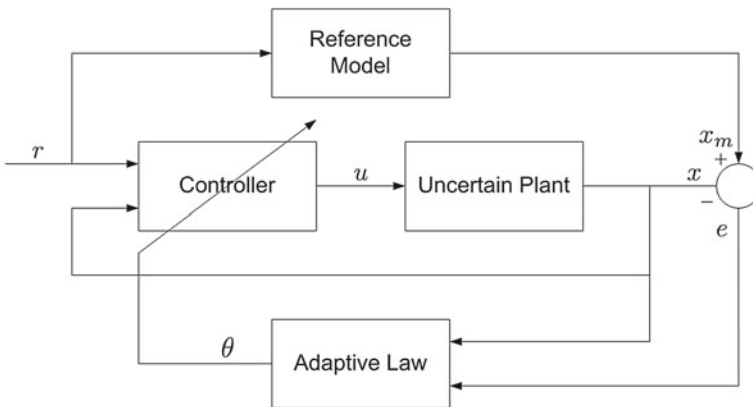 Reference
Model
r
x_m
+
Controller
u
Uncertain Plant
x
−
e
θ
Adaptive Law